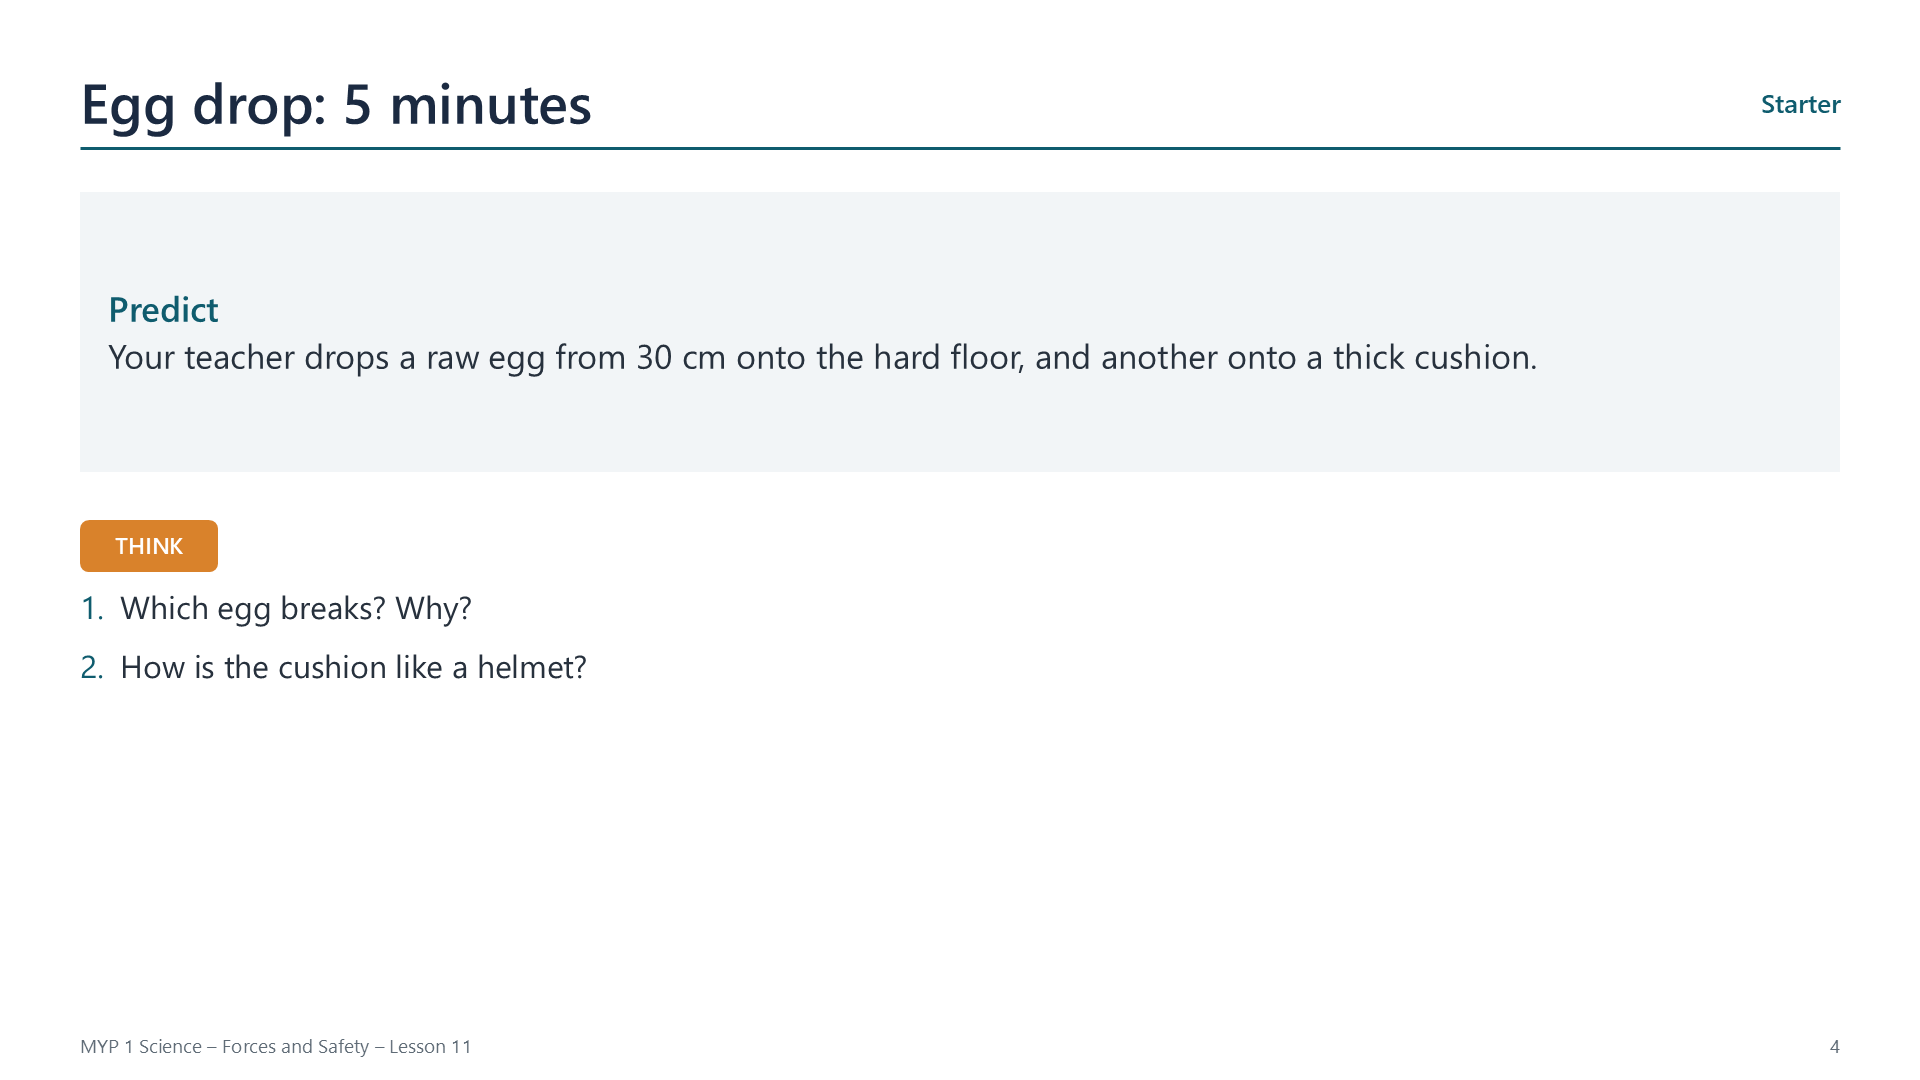 Egg drop: 5 minutes
Starter
Predict
Your teacher drops a raw egg from 30 cm onto the hard floor, and another onto a thick cushion.
THINK
1. Which egg breaks? Why?
2. How is the cushion like a helmet?
MYP 1 Science – Forces and Safety – Lesson 11
4